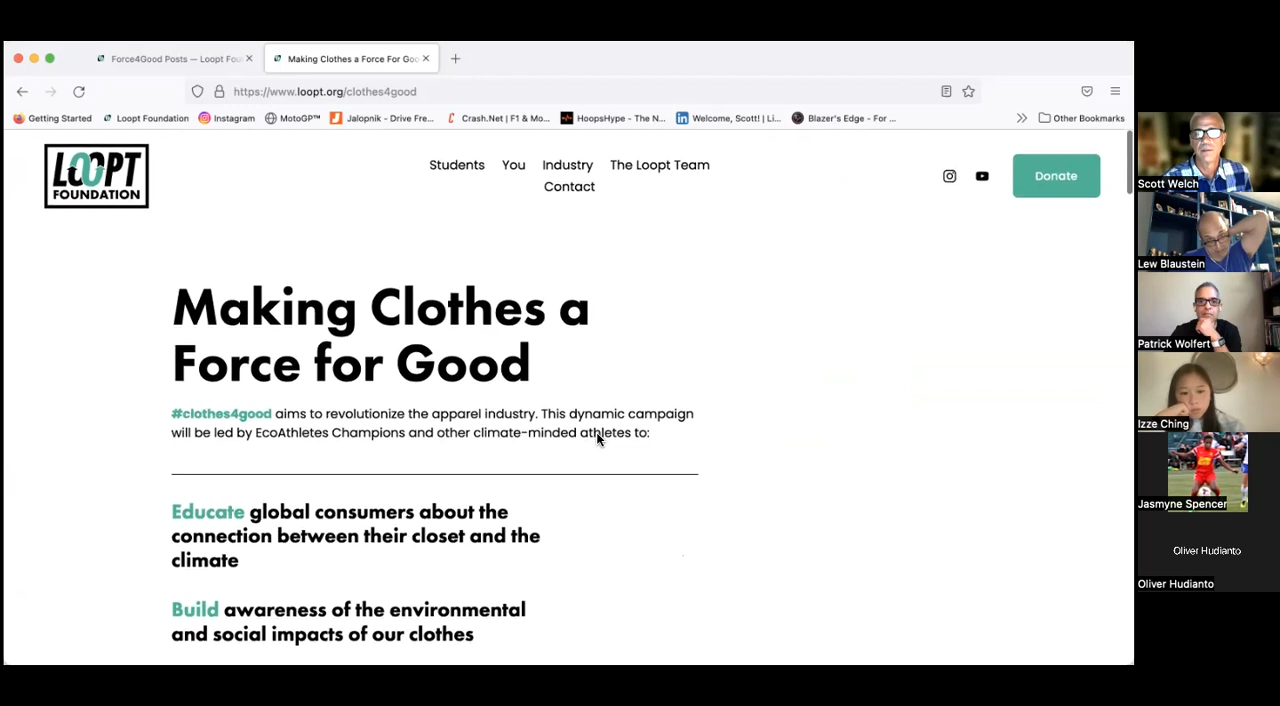 Force4Good Posts — Loopt Fou
Making Clothes a Force For Goo
https://www.loopt.org/clothes4good
Getting Started
Loopt Foundation
Instagram
MotoGP™
Jalopnik - Drive Fre...
Crash.Net | F1 & Mo...
HoopsHype - The N...
Welcome, Scott! | Li...
Blazer's Edge - For ...
Other Bookmarks
LOOPT
FOUNDATION
Students
You
Industry
The Loopt Team
Contact
Donate
Making Clothes a
Force for Good
#clothes4good aims to revolutionize the apparel industry. This dynamic campaign
will be led by EcoAthletes Champions and other climate-minded athletes to:
Educate global consumers about the
connection between their closet and the
climate
Build awareness of the environmental
and social impacts of our clothes
Scott Welch
Lew Blaustein
Patrick Wolfert
Izze Ching
Jasmyne Spencer
Oliver Hudianto
Oliver Hudianto